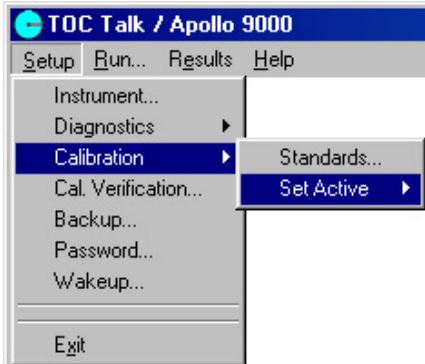 TOC Talk / Apollo 9000
Setup Run... Results Help
Instrument...
Diagnostics
Calibration
Standards...
Cal. Verification...
Set Active
Backup...
Password...
Wakeup...
Exit